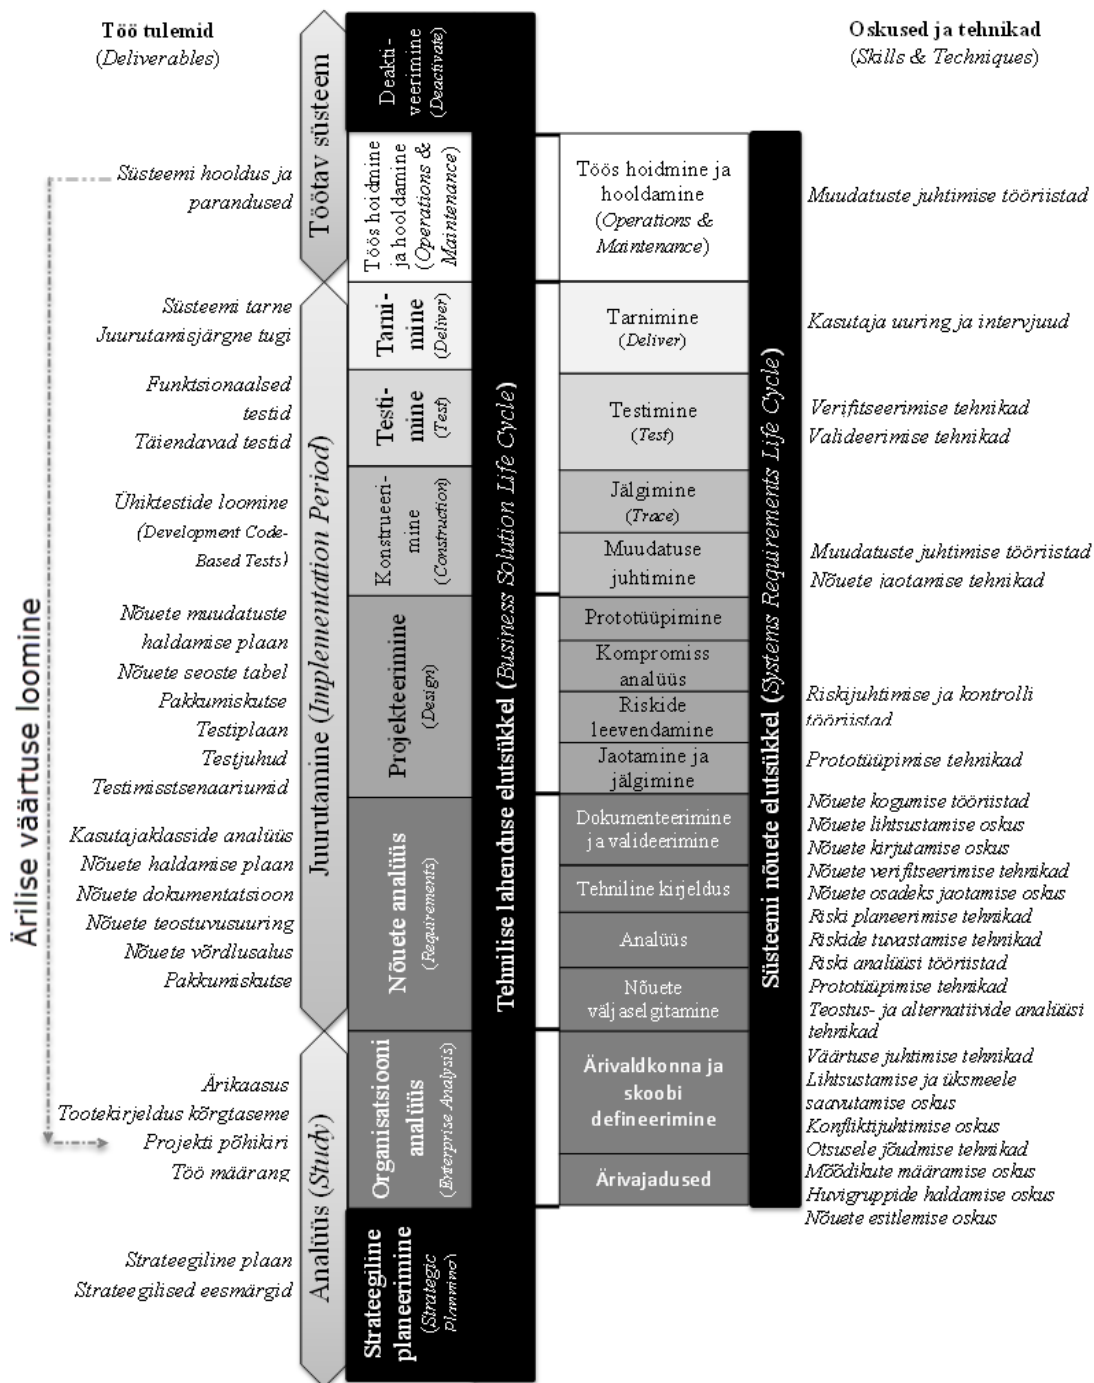 Töö tulemid
(Deliverables)
Süsteemi hooldus ja
parandused
Süsteemi tarne
Juurutamisjärgne tugi
Funktsionaalsed
testid
Täiendavad testid
Ühiktestide loomine
(Development Code-
Based Tests)
Nõuete muudatuste
haldamise plaan
Nõuete seoste tabel
Pakkumiskutse
Testiplaan
Testjuhud
Testimisstsenaariumid
Kasutajaklasside analüüs
Nõuete haldamise plaan
Nõuete dokumentatsioon
Nõuete teostuvusuuring
Nõuete võrdlusalus
Pakkumiskutse
Ärikaasus
Tootekirjeldus kõrgtaseme
Projekti põhikiri
Töö määrang
Strateegiline plaan
Strateegilised eesmärgid
Ärilise väärtuse loomine
Töötav süsteem
Juurutamine (Implementation Period)
Analüüs (Study)
Deakti-
veerimine
(Deactivate)
Töös hoidmine
ja hooldamine
(Operations &
Maintenance)
Tarni-
mine
(Deliver)
Testi-
mine
(Test)
Konstrueeri-
mine
(Construction)
Projekteerimine
(Design)
Nõuete analüüs
(Requirements)
Organisatsiooni
analüüs
(Enterprise Analysis)
Strateegiline
planeerimine
(Strategic
Planning)
Tehnilise lahenduse elutsükkel (Business Solution Life Cycle)
Töös hoidmine ja
hooldamine
(Operations &
Maintenance)
Tarnimine
(Deliver)
Testimine
(Test)
Jälgimine
(Trace)
Muudatuse
juhtimine
Prototüüpimine
Kompromiss
analüüs
Riskide
leevendamine
Jaotamine ja
jälgimine
Dokumenteerimine
ja valideerimine
Tehniline kirjeldus
Analüüs
Nõuete
väljaselgitamine
Ärivaldkonna ja
skoobi
defineerimine
Ärivajadused
Süsteemi nõuete elutsükkel (Systems Requirements Life Cycle)
Oskused ja tehnikad
(Skills & Techniques)
Muudatuste juhtimise tööriistad
Kasutaja uuring ja intervjuud
Verifitseerimise tehnikad
Valideerimise tehnikad
Muudatuste juhtimise tööriistad
Nõuete jaotamise tehnikad
Riskijuhtimise ja kontrolli
tööriistad
Prototüüpimise tehnikad
Nõuete kogumise tööriistad
Nõuete lihtsustamise oskus
Nõuete kirjutamise oskus
Nõuete verifitseerimise tehnikad
Nõuete osadeks jaotamise oskus
Riski planeerimise tehnikad
Riskide tuvastamise tehnikad
Riski analüüsi tööriistad
Prototüüpimise tehnikad
Teostus- ja alternatiivide analüüsi
tehnikad
Väärtuse juhtimise tehnikad
Lihtsustamise ja üksmeele
saavutamise oskus
Konfliktijuhtimise oskus
Otsusele jõudmise tehnikad
Mõõdikute määramise oskus
Huvigruppide haldamise oskus
Nõuete esitlemise oskus